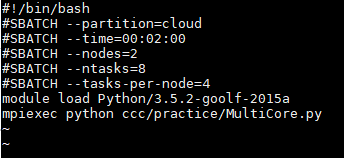 #!/bin/bash
#SBATCH --partition=cloud
#SBATCH --time=00:02:00
#SBATCH --nodes=2
#SBATCH --ntasks=8
#SBATCH --tasks-per-node=4
module load Python/3.5.2-goolf-2015a
mpiexec python ccc/practice/MultiCore.py
~
~